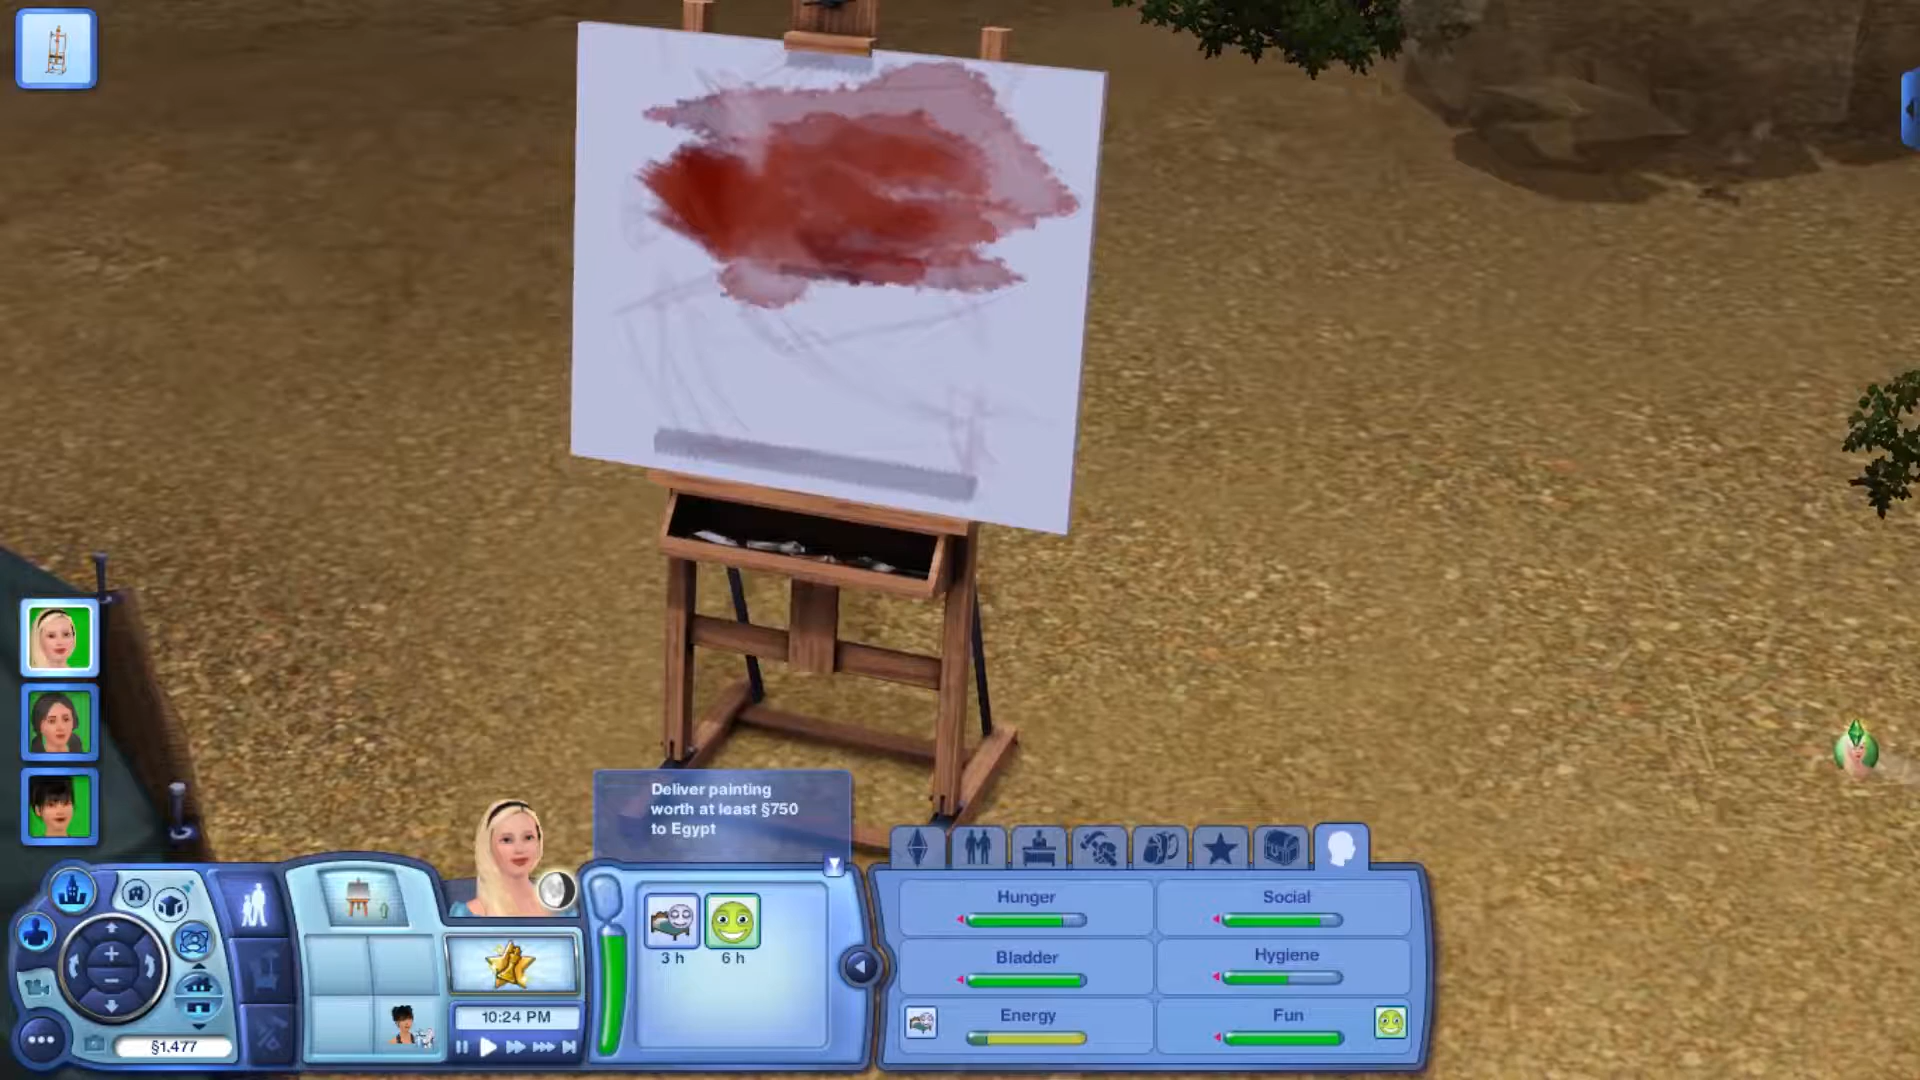 Deliver painting
worth at least §750
to Egypt
3 h
6 h
Hunger
Social
Bladder
Hygiene
Energy
Fun
10:24 PM
§1,477